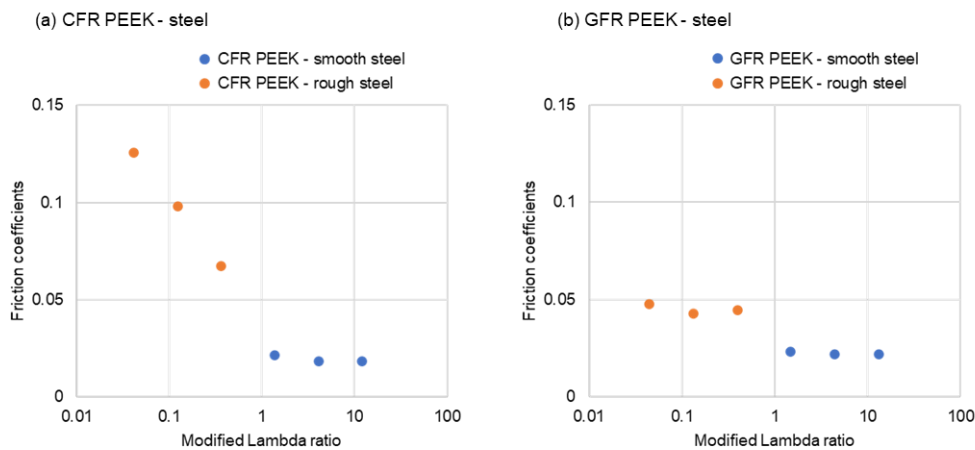 (a) CFR PEEK - steel
CFR PEEK - smooth steel
CFR PEEK - rough steel
0.15
0.1
0.05
0
0.01
0.1
1
10
100
Friction coefficients
Modified Lambda ratio
(b) GFR PEEK - steel
GFR PEEK - smooth steel
GFR PEEK - rough steel
0.15
0.1
0.05
0
0.01
0.1
1
10
100
Friction coefficients
Modified Lambda ratio